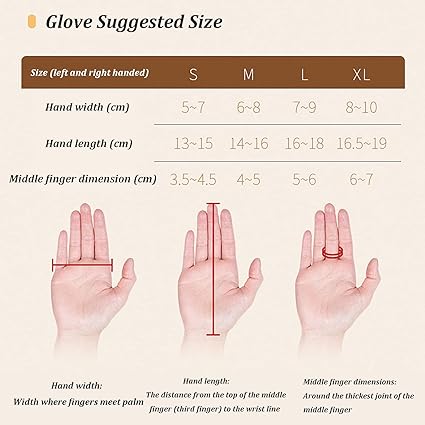 Glove Suggested Size
Size (left and right handed) S M L XL
Hand width (cm) 5~7 6~8 7~9 8~10
Hand length (cm) 13~15 14~16 16~18 16.5~19
Middle finger dimension (cm) 3.5~4.5 4~5 5~6 6~7
Hand width:
Width where fingers meet palm
Hand length:
The distance from the top of the middle
finger (third finger) to the wrist line
Middle finger dimensions:
Around the thickest joint of the
middle finger